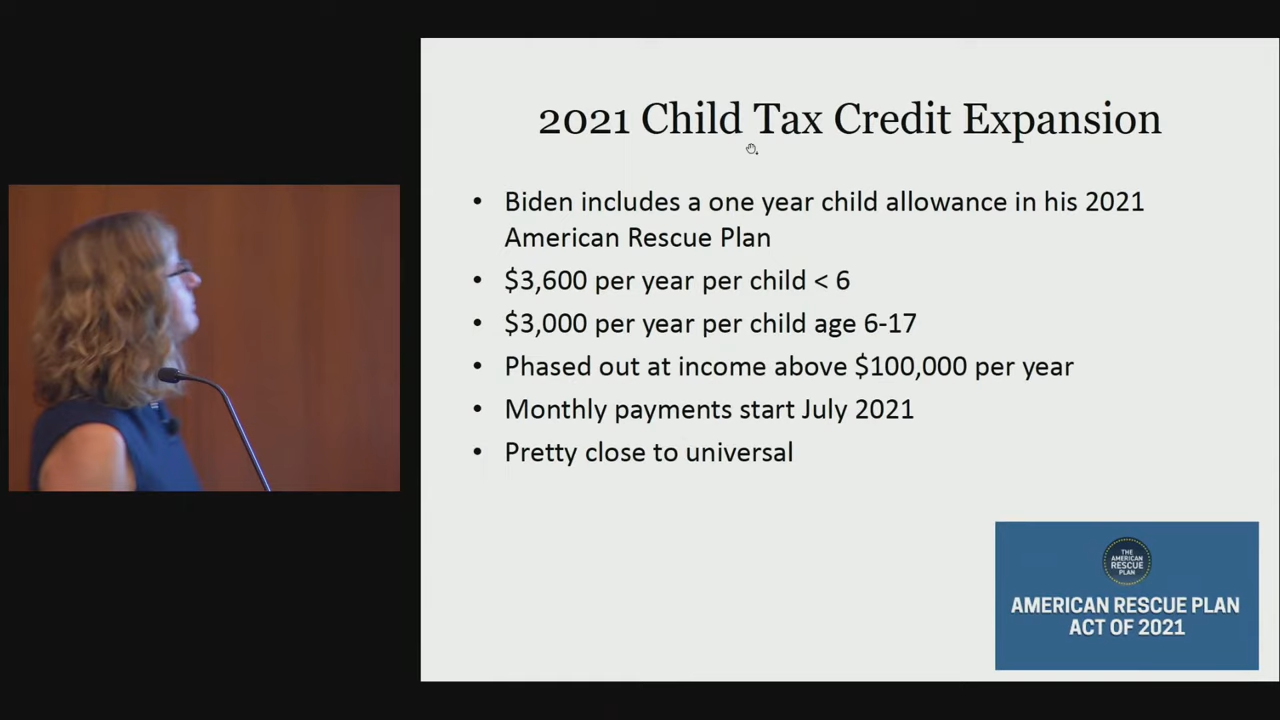 2021 Child Tax Credit Expansion
• Biden includes a one year child allowance in his 2021
American Rescue Plan
• $3,600 per year per child < 6
• $3,000 per year per child age 6-17
• Phased out at income above $100,000 per year
• Monthly payments start July 2021
• Pretty close to universal
THE
AMERICAN
RESCUE
PLAN
AMERICAN RESCUE PLAN
ACT OF 2021